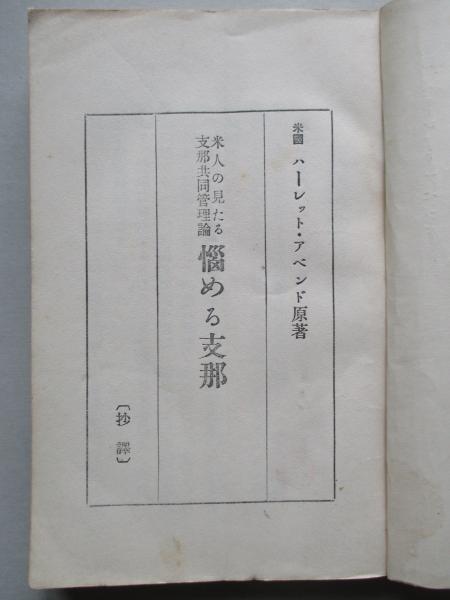 米國 ハーレット・アベンド原著
米人の見たる
支那共同管理論
惱める支那
〔抄譯〕